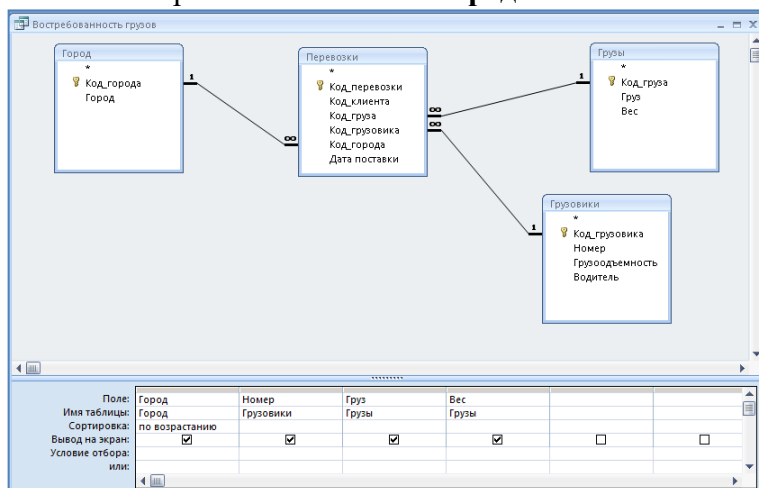 Востребованность грузов
Город
*
Код_города
Город
Перевозки
*
Код_перевозки
Код_клиента
Код_груза
Код_грузовика
Код_города
Дата поставки
Грузы
*
Код_груза
Груз
Вес
Грузовики
*
Код_грузовика
Номер
Грузоодъемность
Водитель
1
∞
∞
∞
1
1
Поле: Город Номер Груз Вес
Имя таблицы: Город Грузовики Грузы Грузы
Сортировка: по возрастанию
Вывод на экран:
Условие отбора:
или: